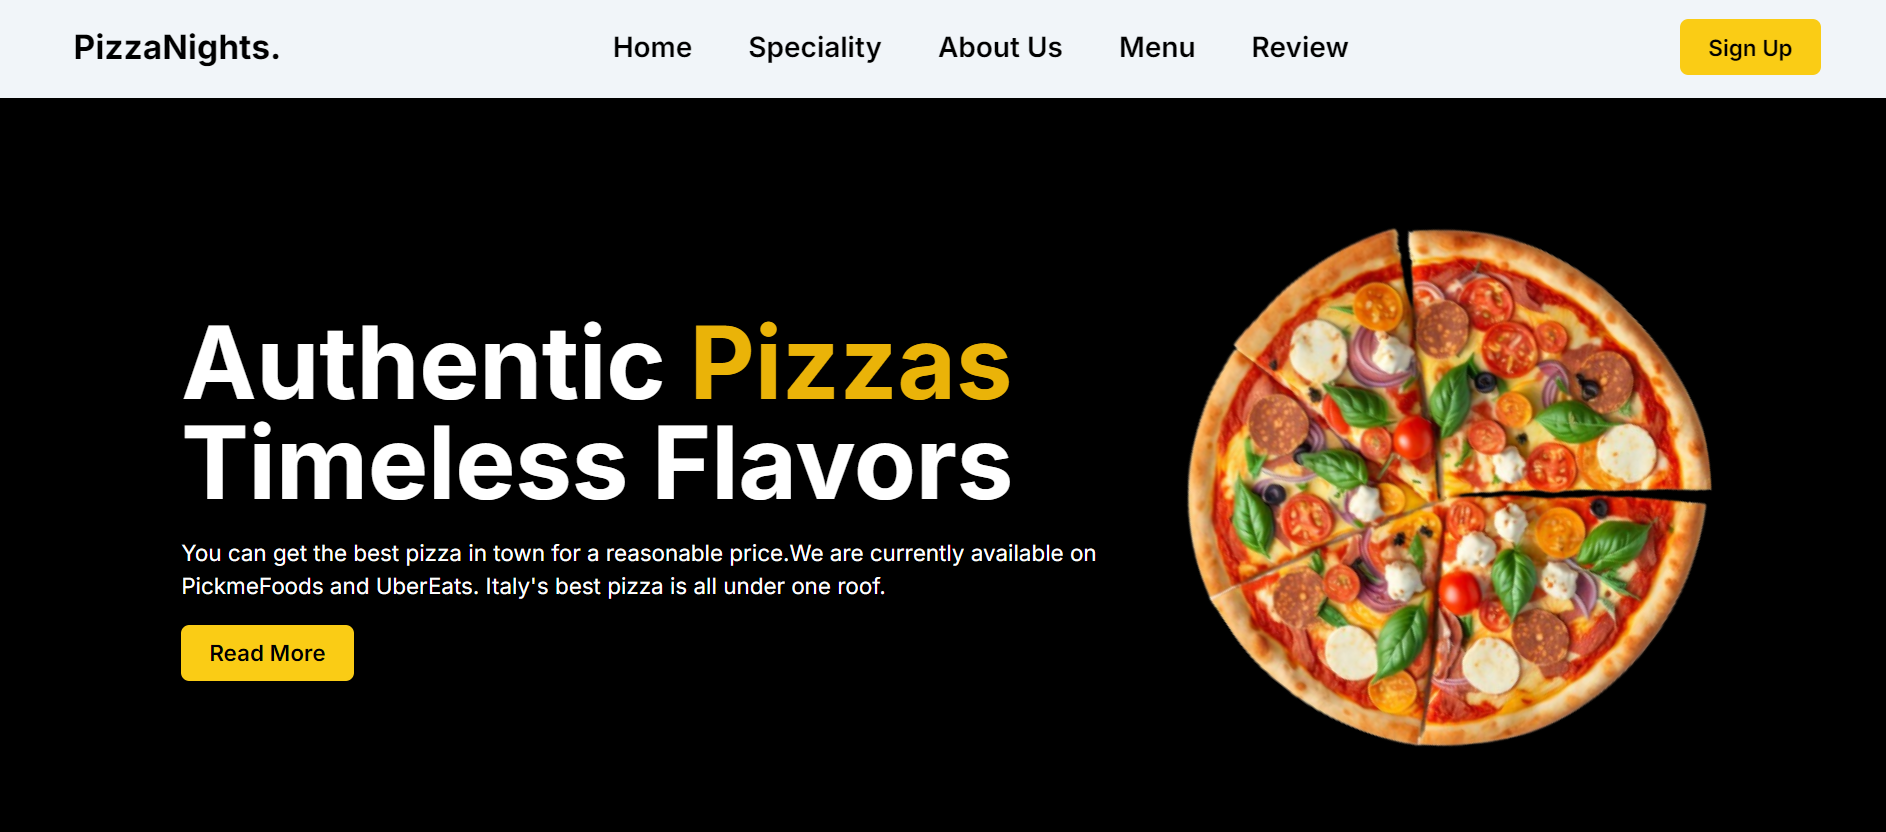 PizzaNights.
Home
Speciality
About Us
Menu
Review
Sign Up
Authentic Pizzas
Timeless Flavors
You can get the best pizza in town for a reasonable price.We are currently available on
PickmeFoods and UberEats. Italy's best pizza is all under one roof.
Read More